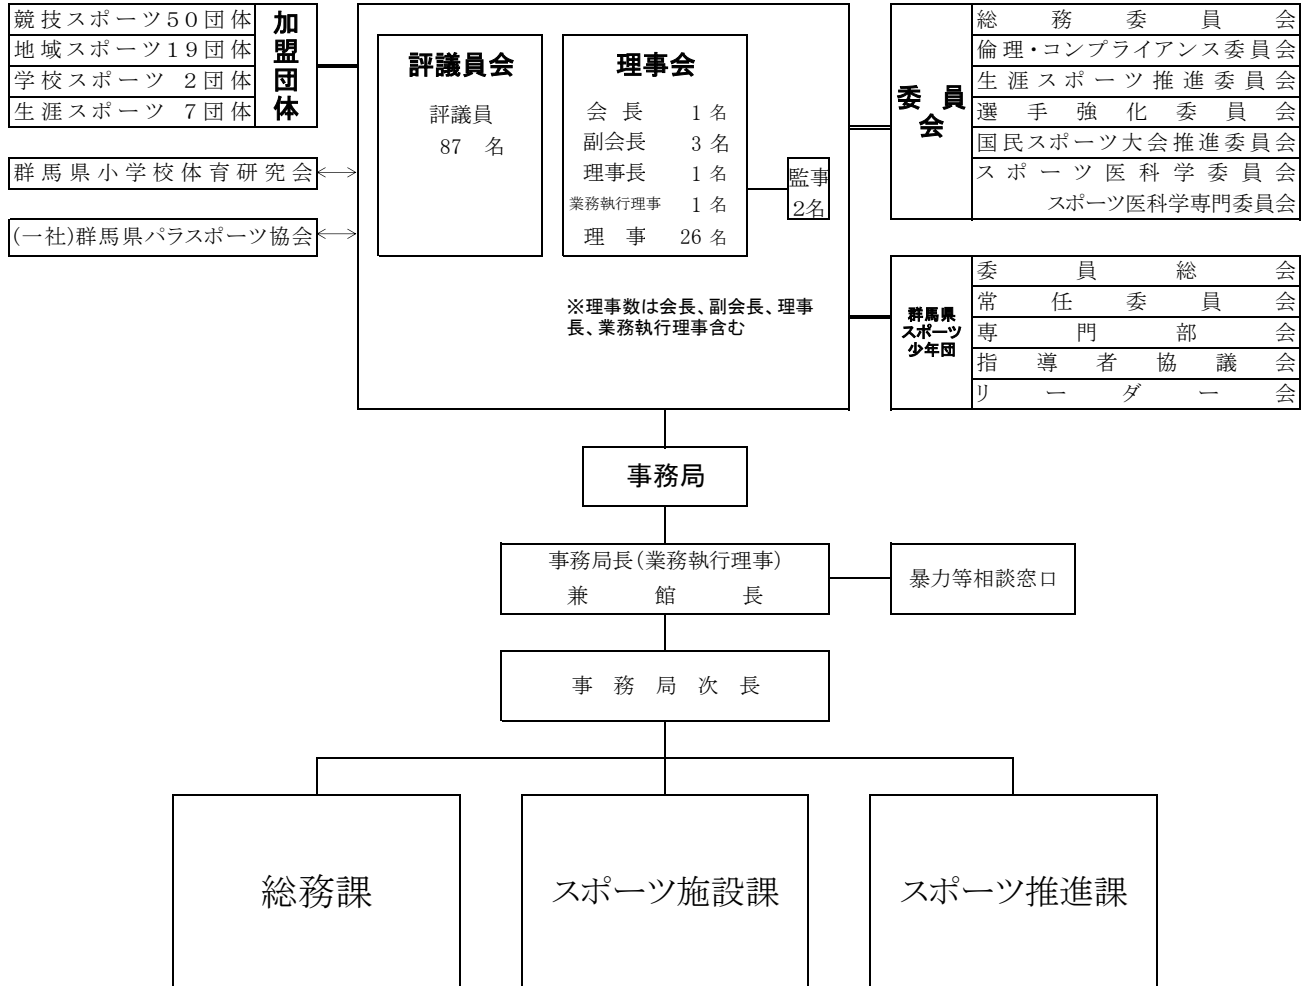 競技スポーツ50団体
地域スポーツ19団体
学校スポーツ 2団体
生涯スポーツ 7団体
加盟団体
群馬県小学校体育研究会
(一社)群馬県パラスポーツ協会
評議員会
評議員
87 名
理事会
会 長 1 名
副会長 3 名
理事長 1 名
業務執行理事 1 名
理 事 26 名
監事
2名
※理事数は会長、副会長、理事
長、業務執行理事含む
委 員
会
総務委員会
倫理・コンプライアンス委員会
生涯スポーツ推進委員会
選手強化委員会
国民スポーツ大会推進委員会
スポーツ医科学委員会
スポーツ医科学専門委員会
群馬県
スポーツ
少年団
委員総会
常任委員会
専門部会
指導者協議会
リーダー会
事務局
事務局長(業務執行理事)
兼 館 長
暴力等相談窓口
事 務 局 次 長
総務課
スポーツ施設課
スポーツ推進課